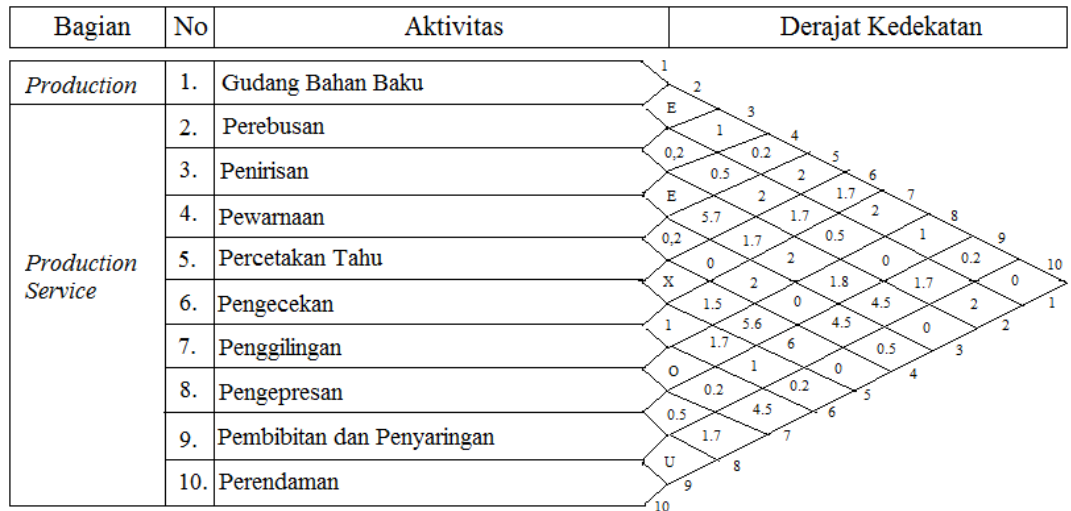 Bagian No Aktivitas Derajat Kedekatan
Production 1. Gudang Bahan Baku
2. Perebusan
3. Penirisan
4. Pewarnaan
Production Service
5. Percetakan Tahu
6. Pengecekan
7. Penggilingan
8. Pengepresan
9. Pembibitan dan Penyaringan
10. Perendaman
1
2
E 3
1 4
0,2 0.2 5
0.5 2 6
E 2 1.7 7
5.7 1.7 2 8
0,2 1.7 0.5 1 9
0 2 0 0.2 10
X 2 1.8 1.7 0
1.5 0 4.5 2 1
1 5.6 4.5 0 2
1.7 6 0.5 3
O 1 0 4
0.2 0.2 5
0.5 4.5 6
1.7 7
U 8
9
10